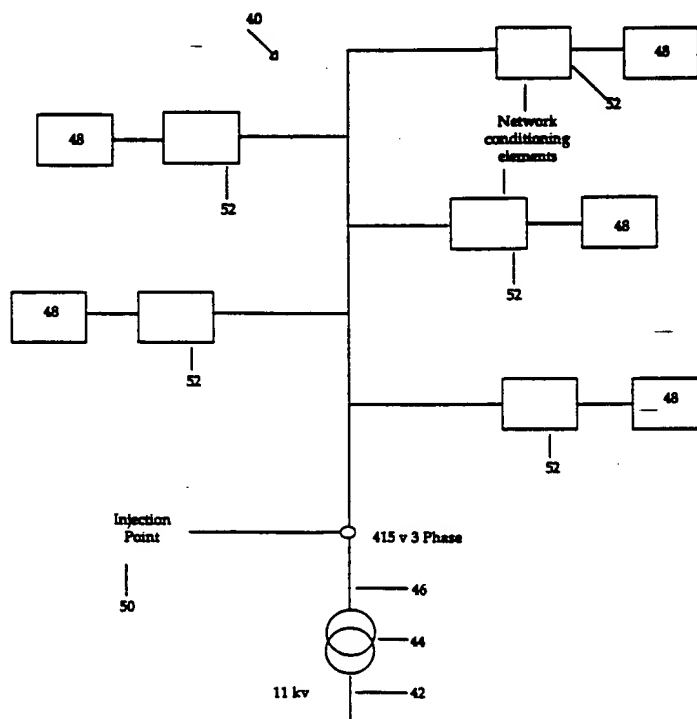 40
48
52
Network
conditioning
elements
48
52
48
52
48
52
48
52
Injection
Point
415 v 3 Phase
50
46
44
11 kv
42